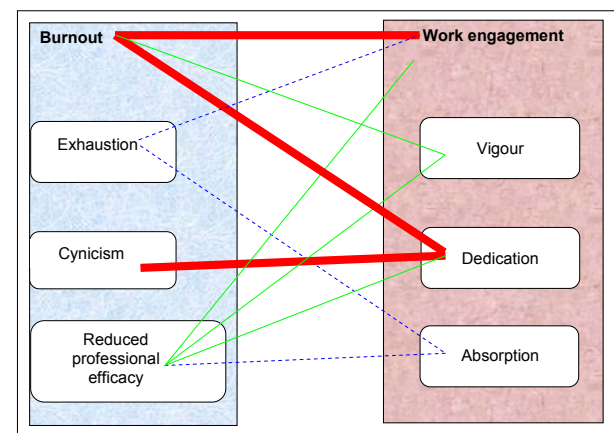 Burnout
Exhaustion
Cynicism
Reduced
professional
efficacy
Work engagement
Vigour
Dedication
Absorption